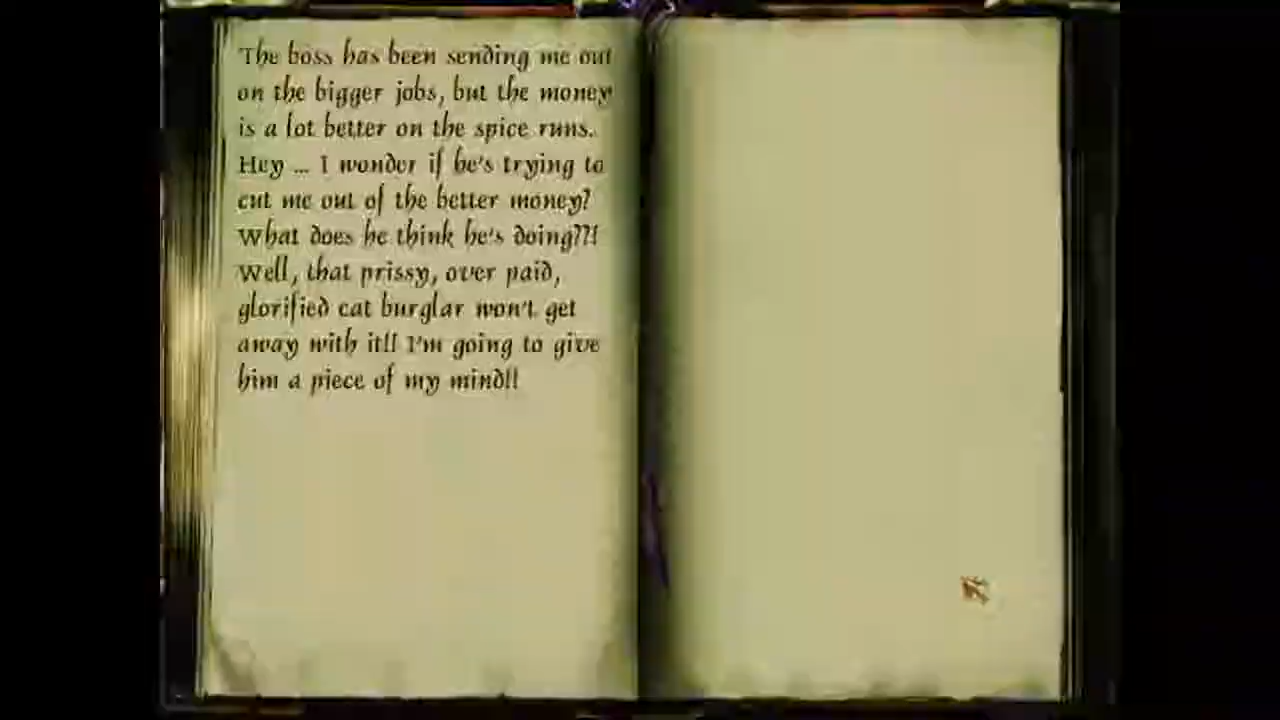 The boss has been sending me out
on the bigger jobs, but the money
is a lot better on the spice runs.
Hey ... I wonder if he's trying to
cut me out of the better money?
What does he think he's doing??!
Well, that prissy, over paid,
glorified cat burglar won't get
away with it!! I'm going to give
him a piece of my mind!!